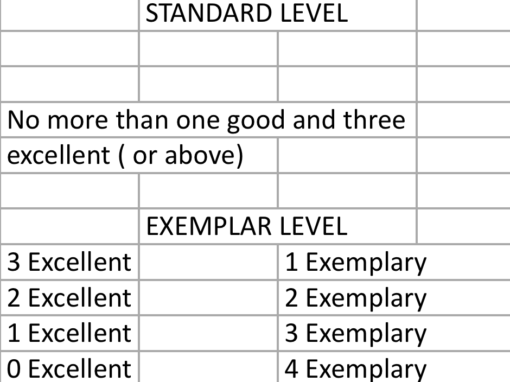 STANDARD LEVEL
No more than one good and three
excellent ( or above)
EXEMPLAR LEVEL
3 Excellent 1 Exemplary
2 Excellent 2 Exemplary
1 Excellent 3 Exemplary
0 Excellent 4 Exemplary